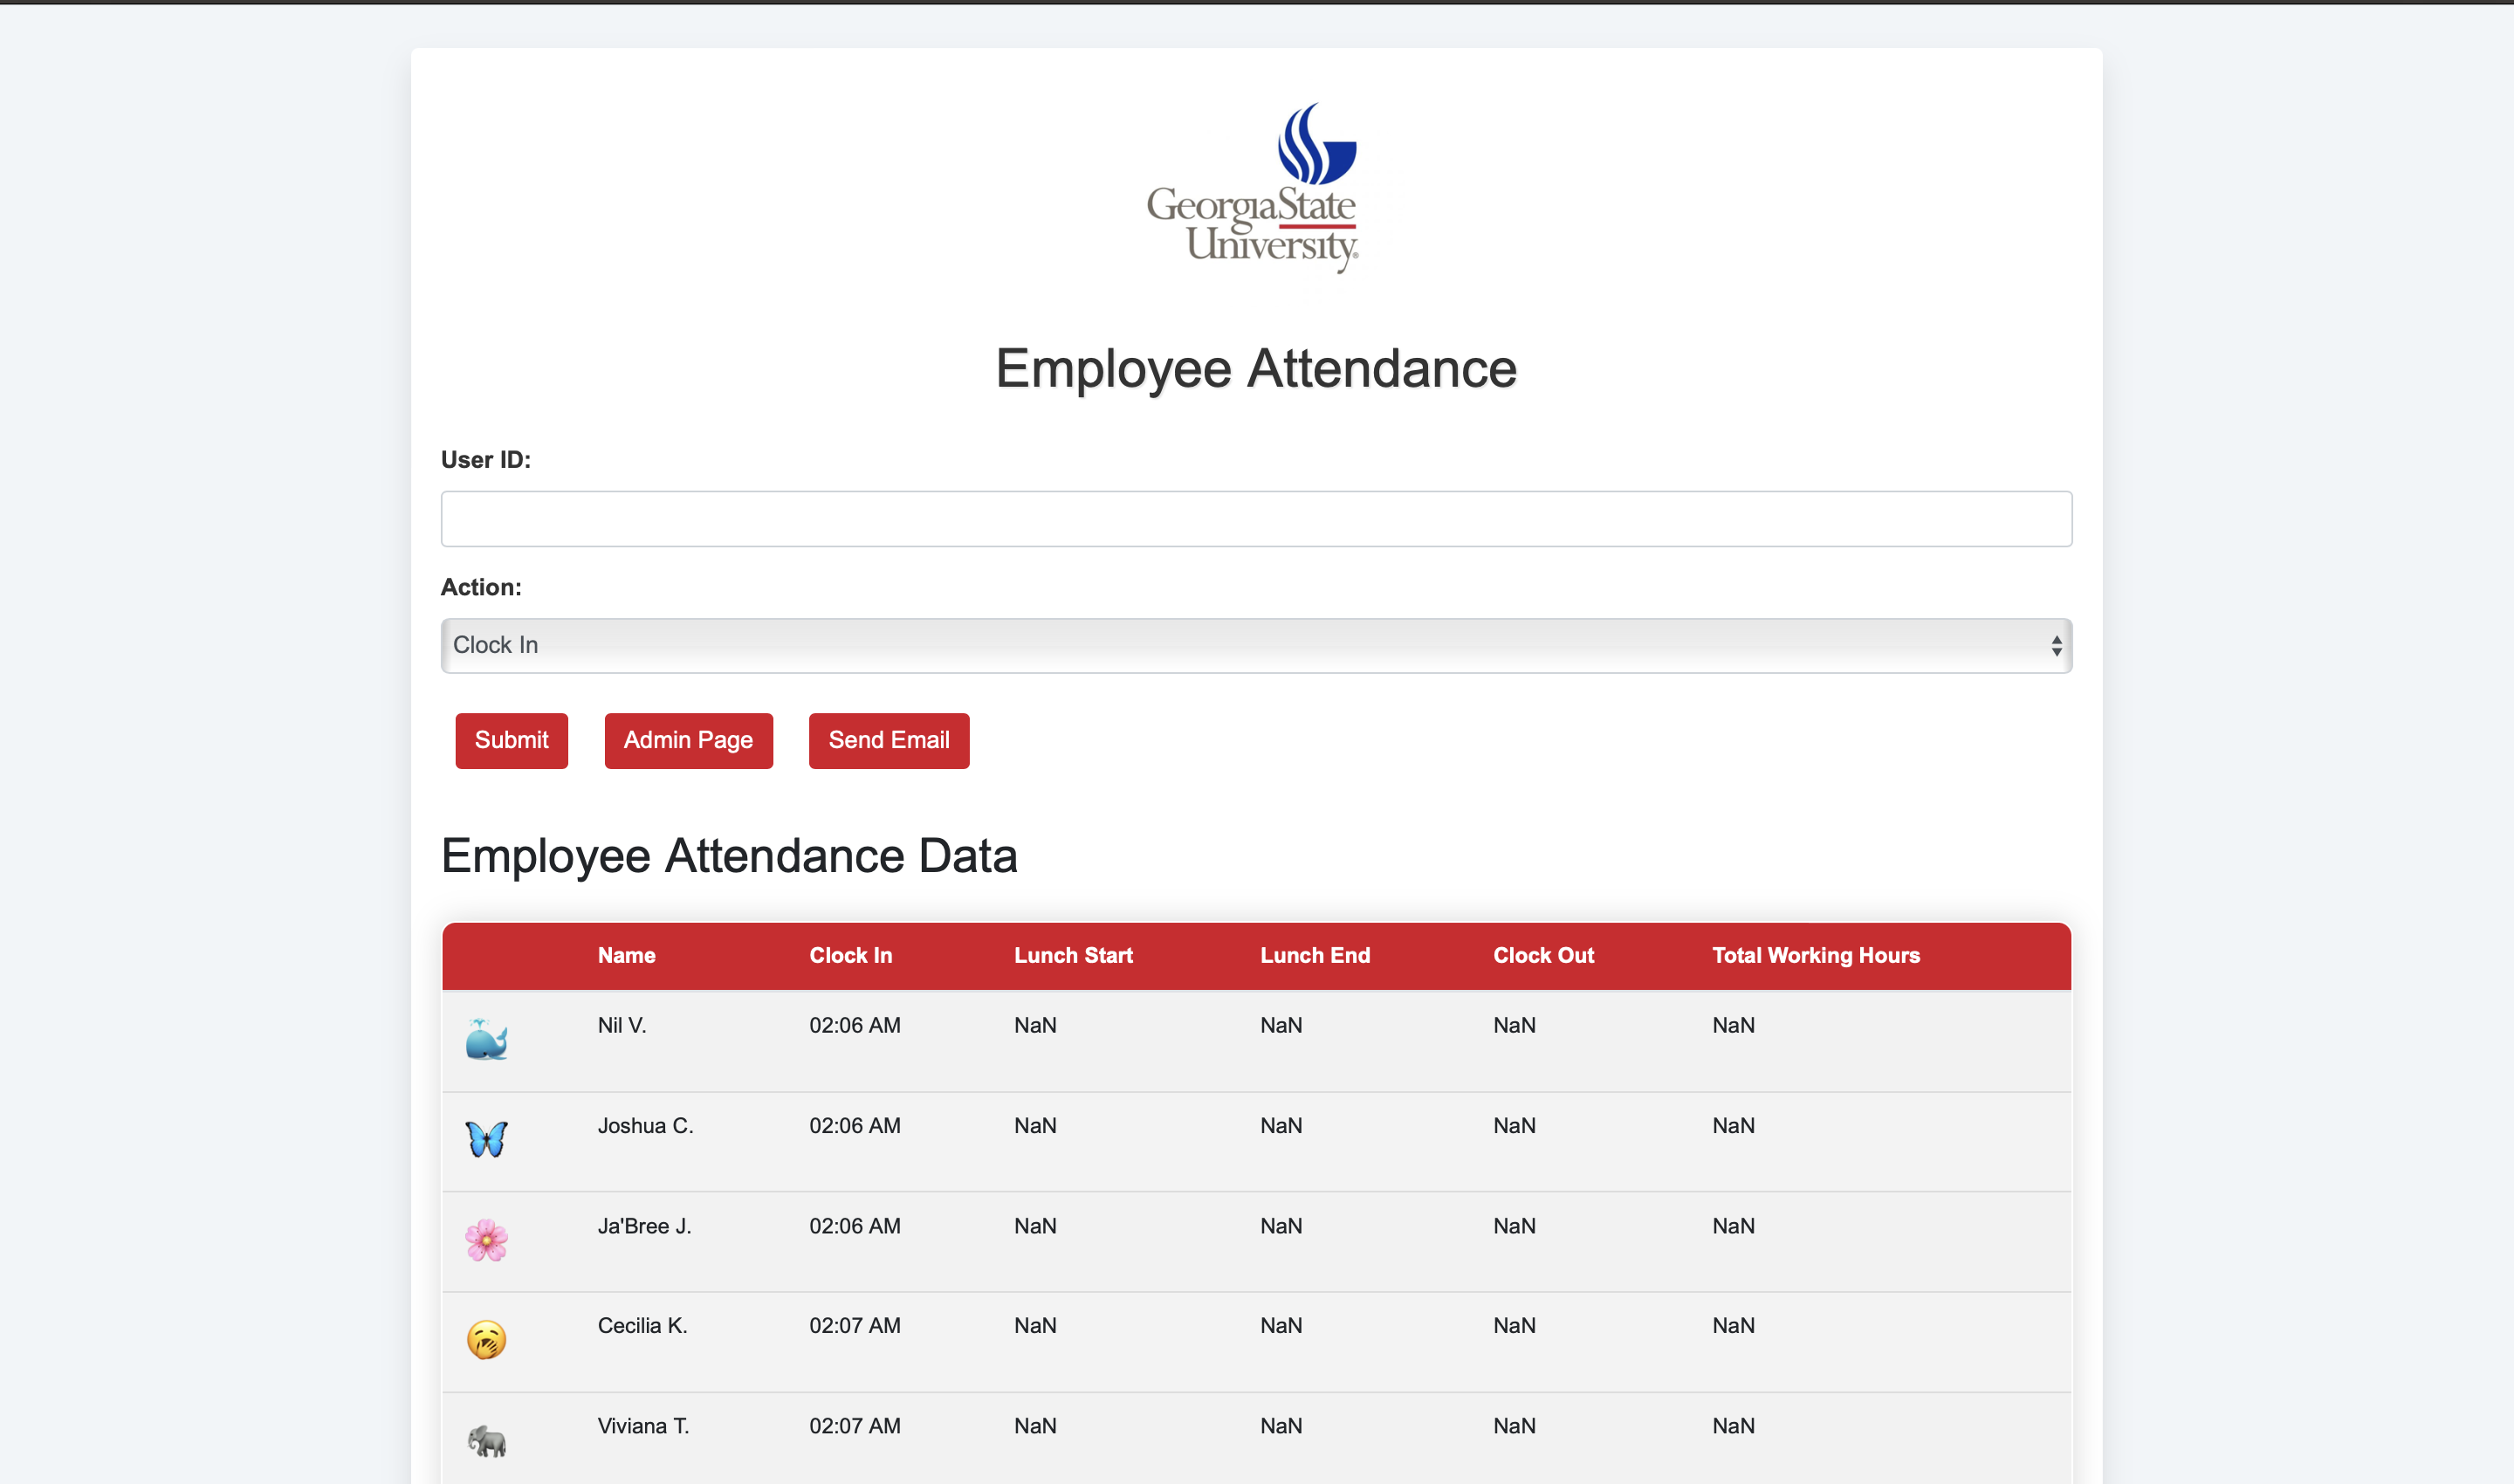 GeorgiaState
University®
Employee Attendance
User ID:
Action:
Clock In
Submit Admin Page Send Email
Employee Attendance Data
Name Clock In Lunch Start Lunch End Clock Out Total Working Hours
Nil V. 02:06 AM NaN NaN NaN NaN
Joshua C. 02:06 AM NaN NaN NaN NaN
Ja'Bree J. 02:06 AM NaN NaN NaN NaN
Cecilia K. 02:07 AM NaN NaN NaN NaN
Viviana T. 02:07 AM NaN NaN NaN NaN